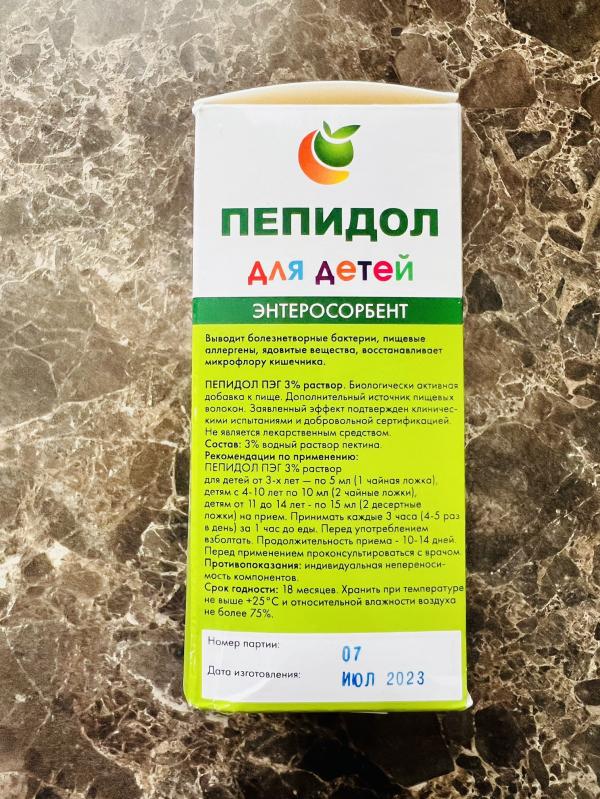 ПЕПИДОЛ
для детей
ЭНТЕРОСОРБЕНТ
Выводит болезнетворные бактерии, пищевые
аллергены, ядовитые вещества, восстанавливает
микрофлору кишечника.
ПЕПИДОЛ ПЭГ 3% раствор. Биологически активная
добавка к пище. Дополнительный источник пищевых
волокон. Заявленный эффект подтвержден клиничес-
кими испытаниями и добровольной сертификацией.
Не является лекарственным средством.
Состав: 3% водный раствор пектина.
Рекомендации по применению:
ПЕПИДОЛ ПЭГ 3% раствор
для детей от 3-х лет — по 5 мл (1 чайная ложка),
детям с 4-10 лет по 10 мл (2 чайные ложки),
детям от 11 до 14 лет - по 15 мл (2 десертные
ложки) на прием. Принимать каждые 3 часа (4-5 раз
в день) за 1 час до еды. Перед употреблением
взболтать. Продолжительность приема - 10-14 дней.
Перед применением проконсультироваться с врачом.
Противопоказания: индивидуальная непереноси-
мость компонентов.
Срок годности: 18 месяцев. Хранить при температуре
не выше +25°С и относительной влажности воздуха
не более 75%.
Номер партии: 07
Дата изготовления: ИЮЛ 2023